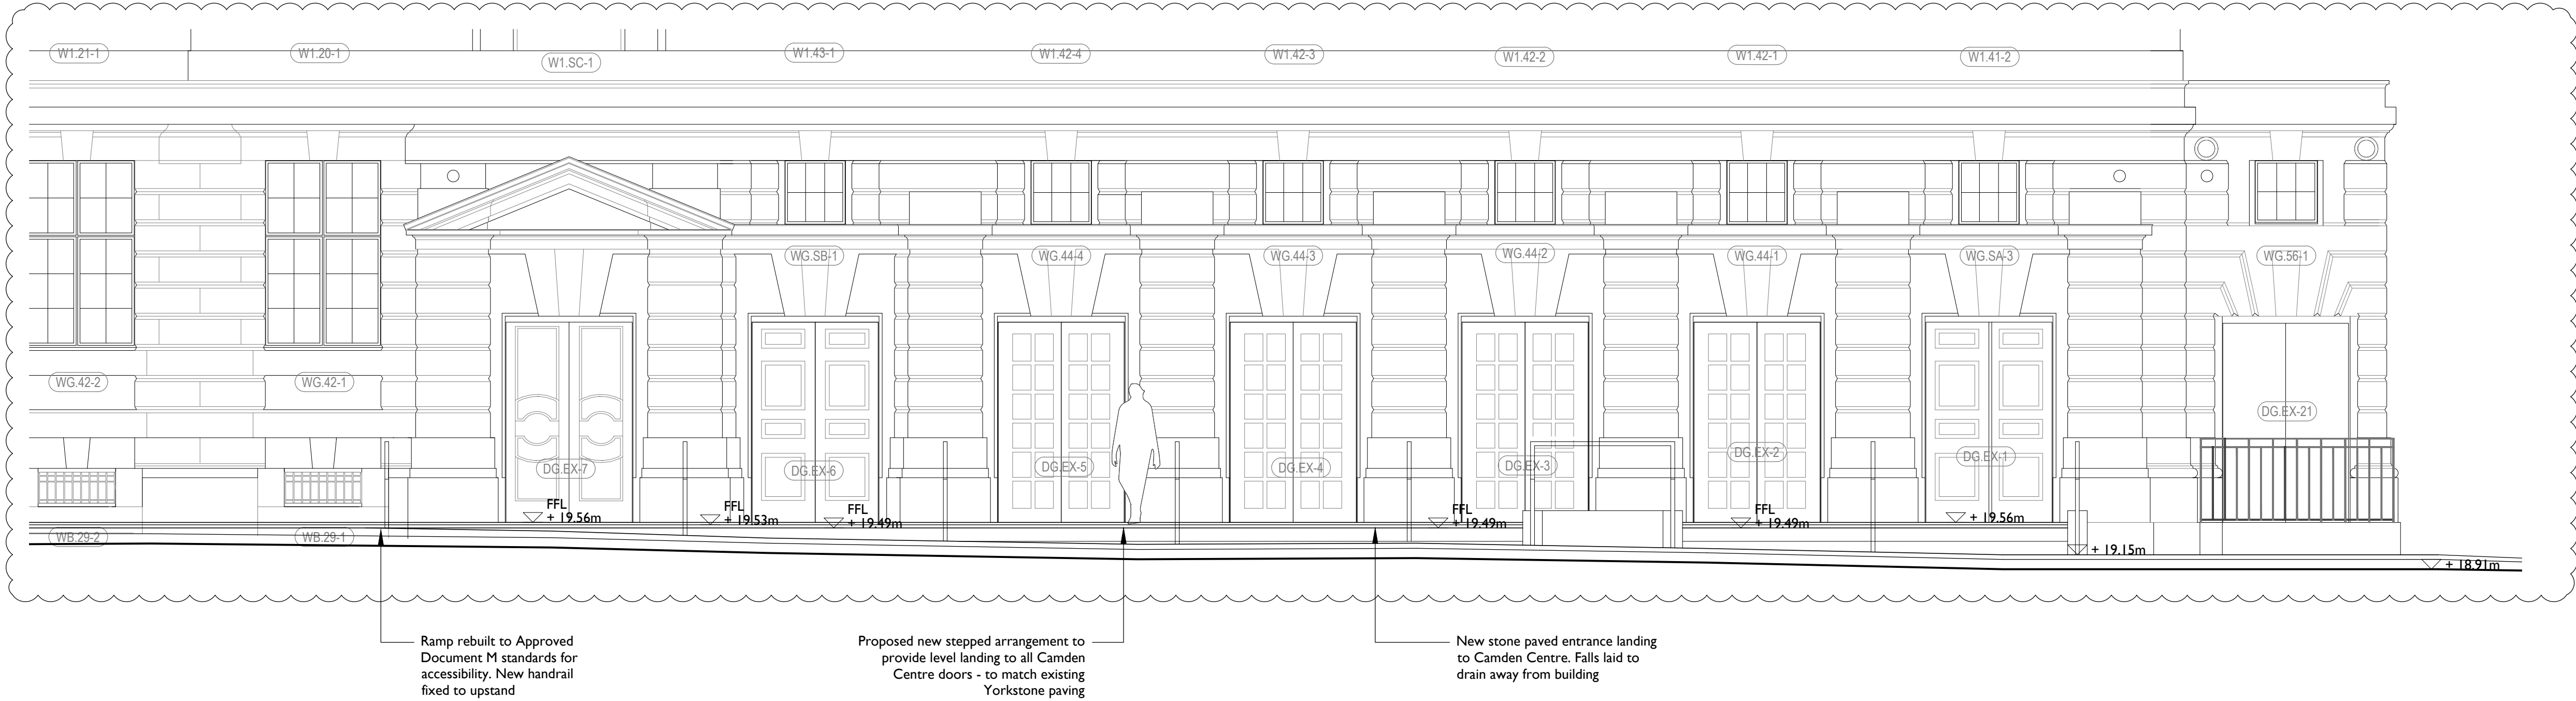 W1.21-1
W1.20-1
W1.SC-1
W1.43-1
W1.42-4
W1.42-3
W1.42-2
W1.42-1
W1.41-2
WG.SB-1
WG.44-4
WG.44-3
WG.44-2
WG.44-1
WG.SA-3
WG.56-1
WG.42-2
WG.42-1
DG.EX-7
DG.EX-6
DG.EX-5
DG.EX-4
DG.EX-3
DG.EX-2
DG.EX-1
DG.EX-21
FFL
+ 19.56m
FFL
+ 19.53m
FFL
+ 19.49m
FFL
+ 19.49m
FFL
+ 19.49m
+ 19.56m
+ 19.15m
+ 18.91m
WB.29-2
WB.29-1
Ramp rebuilt to Approved
Document M standards for
accessibility. New handrail
fixed to upstand
Proposed new stepped arrangement to
provide level landing to all Camden
Centre doors - to match existing
Yorkstone paving
New stone paved entrance landing
to Camden Centre. Falls laid to
drain away from building